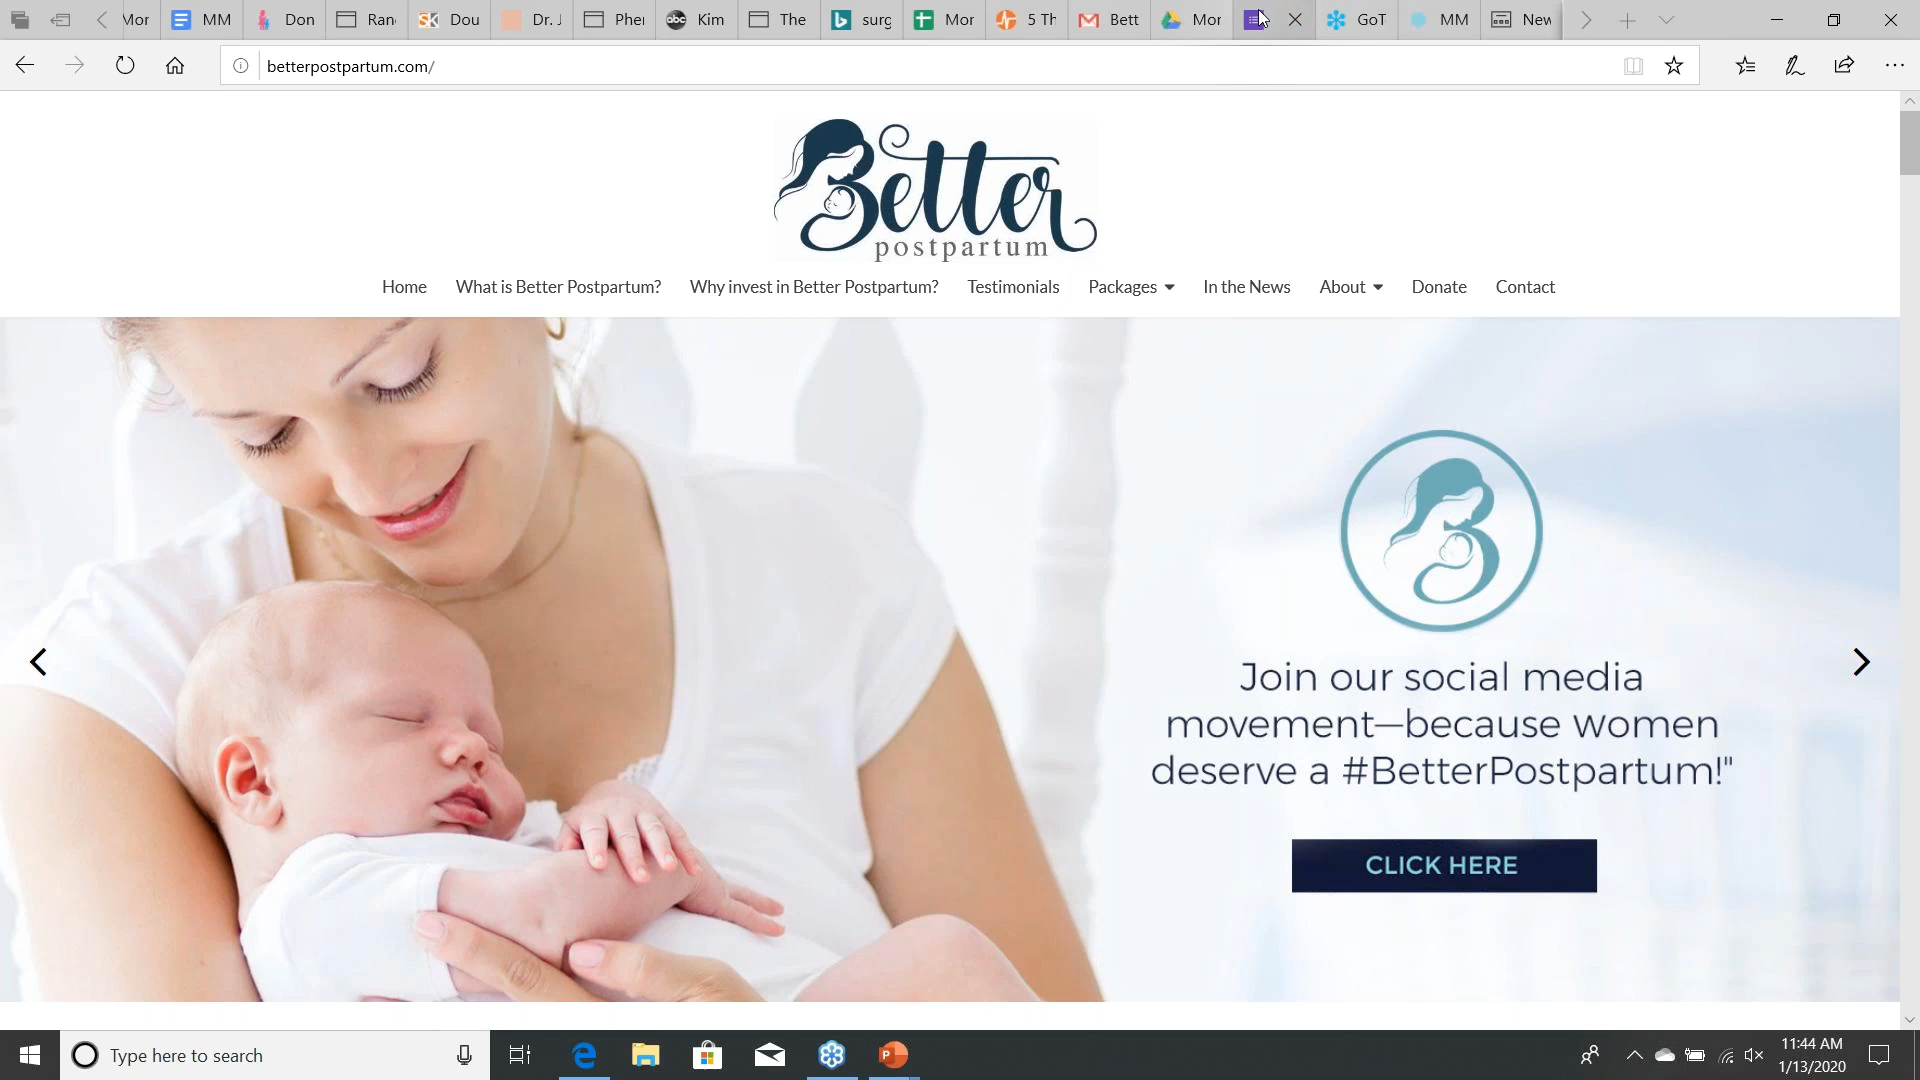 Mor MM Don Ran Dou Dr. J Phei abc Kim The surg Mor 5 Th Bett Mor GoT MM New
betterpostpartum.com/
Better
postpartum
Home What is Better Postpartum? Why invest in Better Postpartum? Testimonials Packages In the News About Donate Contact
Join our social media
movement—because women
deserve a #BetterPostpartum!"
CLICK HERE
Type here to search
11:44 AM
1/13/2020